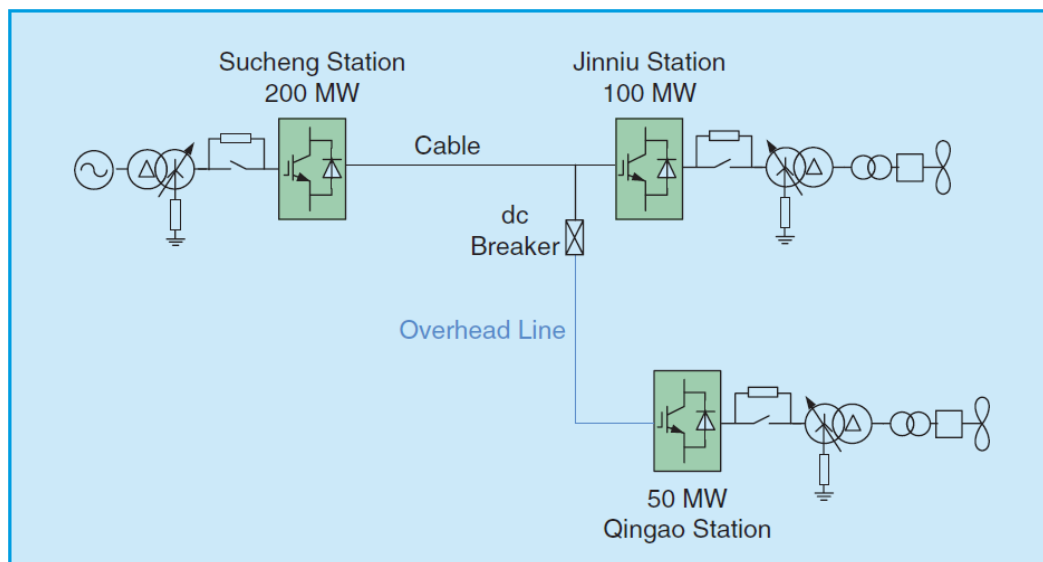 Sucheng Station
200 MW
Jinniu Station
100 MW
Cable
dc
Breaker
Overhead Line
50 MW
Qingao Station